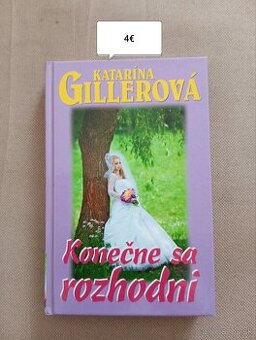 4€
KATARÍNA
GILLEROVÁ
Konečne sa
rozhodni